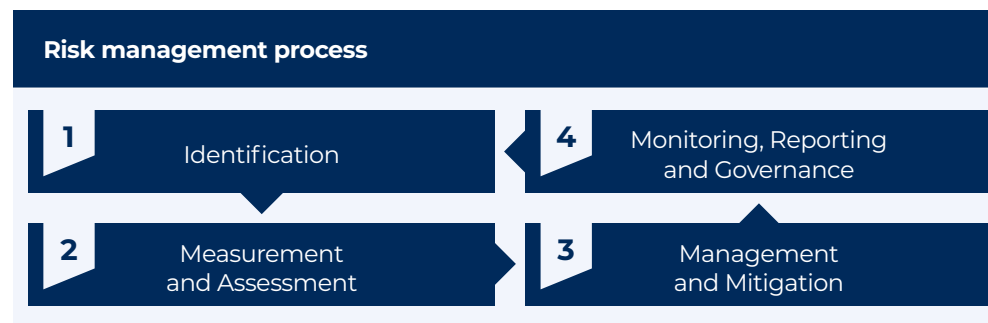 Risk management process
1
Identification
2
Measurement
and Assessment
3
Management
and Mitigation
4
Monitoring, Reporting
and Governance